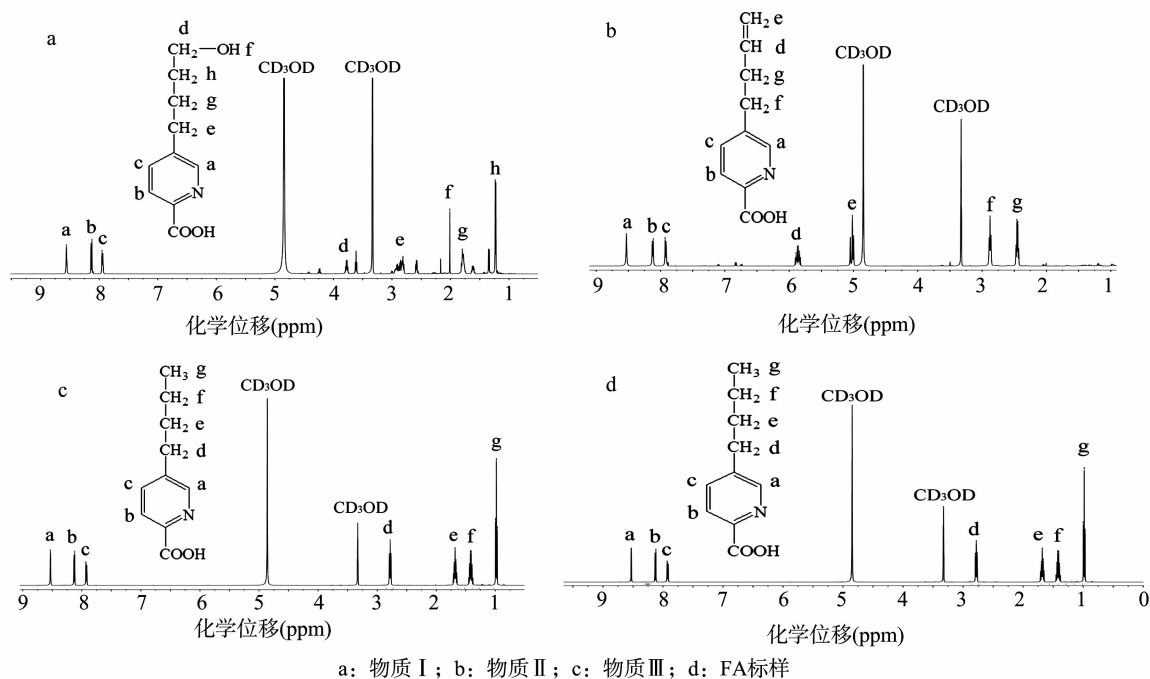 a
d
CH₂—OH f
CH₂ h
CH₂ g
CH₂ e
c
a
b
N
COOH
CD₃OD
CD₃OD
a
b
c
d
e
f
g
h
9 8 7 6 5 4 3 2 1
化学位移(ppm)
b
CH₂ e
CH d
CH₂ g
CH₂ f
c
a
b
N
COOH
CD₃OD
CD₃OD
a
b
c
d
e
f
g
9 8 7 6 5 4 3 2 1
化学位移(ppm)
c
CH₃ g
CH₂ f
CH₂ e
CH₂ d
c
a
b
N
COOH
CD₃OD
CD₃OD
a
b
c
d
e
f
g
9 8 7 6 5 4 3 2 1
化学位移(ppm)
d
CH₃ g
CH₂ f
CH₂ e
CH₂ d
c
a
b
N
COOH
CD₃OD
CD₃OD
a
b
c
d
e
f
g
9 8 7 6 5 4 3 2 1 0
化学位移(ppm)
a：物质Ⅰ；b：物质Ⅱ；c：物质Ⅲ；d：FA标样